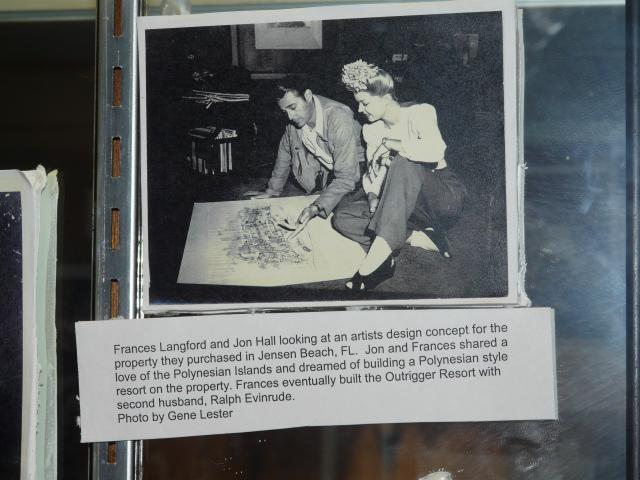 Frances Langford and Jon Hall looking at an artists design concept for the
property they purchased in Jensen Beach, FL. Jon and Frances shared a
love of the Polynesian Islands and dreamed of building a Polynesian style
resort on the property. Frances eventually built the Outrigger Resort with
second husband, Ralph Evinrude.
Photo by Gene Lester